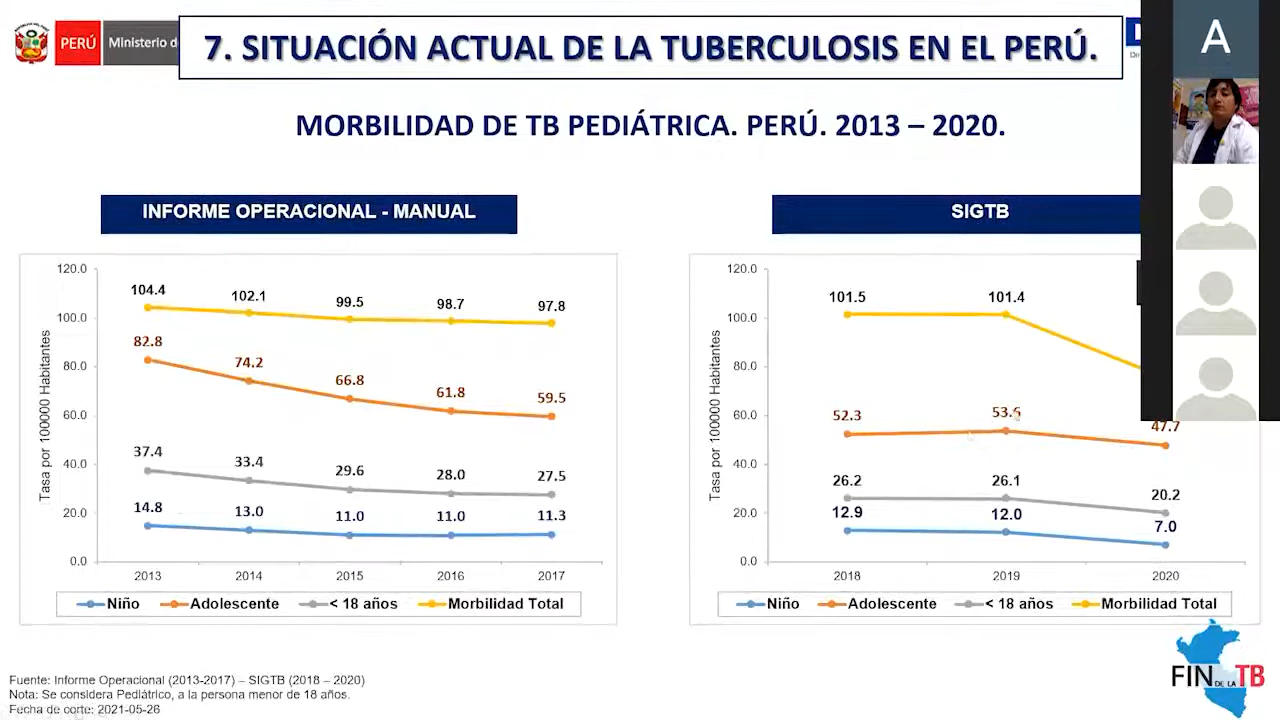 PERÚ
Ministerio d
7. SITUACIÓN ACTUAL DE LA TUBERCULOSIS EN EL PERÚ.
A
MORBILIDAD DE TB PEDIÁTRICA. PERÚ. 2013 – 2020.
INFORME OPERACIONAL - MANUAL
Tasa por 100000 Habitantes
120.0
100.0
80.0
60.0
40.0
20.0
0.0
104.4 102.1 99.5 98.7 97.8
82.8 74.2 66.8 61.8 59.5
37.4 33.4 29.6 28.0 27.5
14.8 13.0 11.0 11.0 11.3
2013 2014 2015 2016 2017
Niño Adolescente < 18 años Morbilidad Total
SIGTB
Tasa por 100000 Habitantes
120.0
100.0
80.0
60.0
40.0
20.0
0.0
101.5 101.4
52.3 53.6 47.7
26.2 26.1 20.2
12.9 12.0 7.0
2018 2019 2020
Niño Adolescente < 18 años Morbilidad Total
Fuente: Informe Operacional (2013-2017) – SIGTB (2018 – 2020)
Nota: Se considera Pediátrico, a la persona menor de 18 años.
Fecha de corte: 2021-05-26
FIN DE LA TB